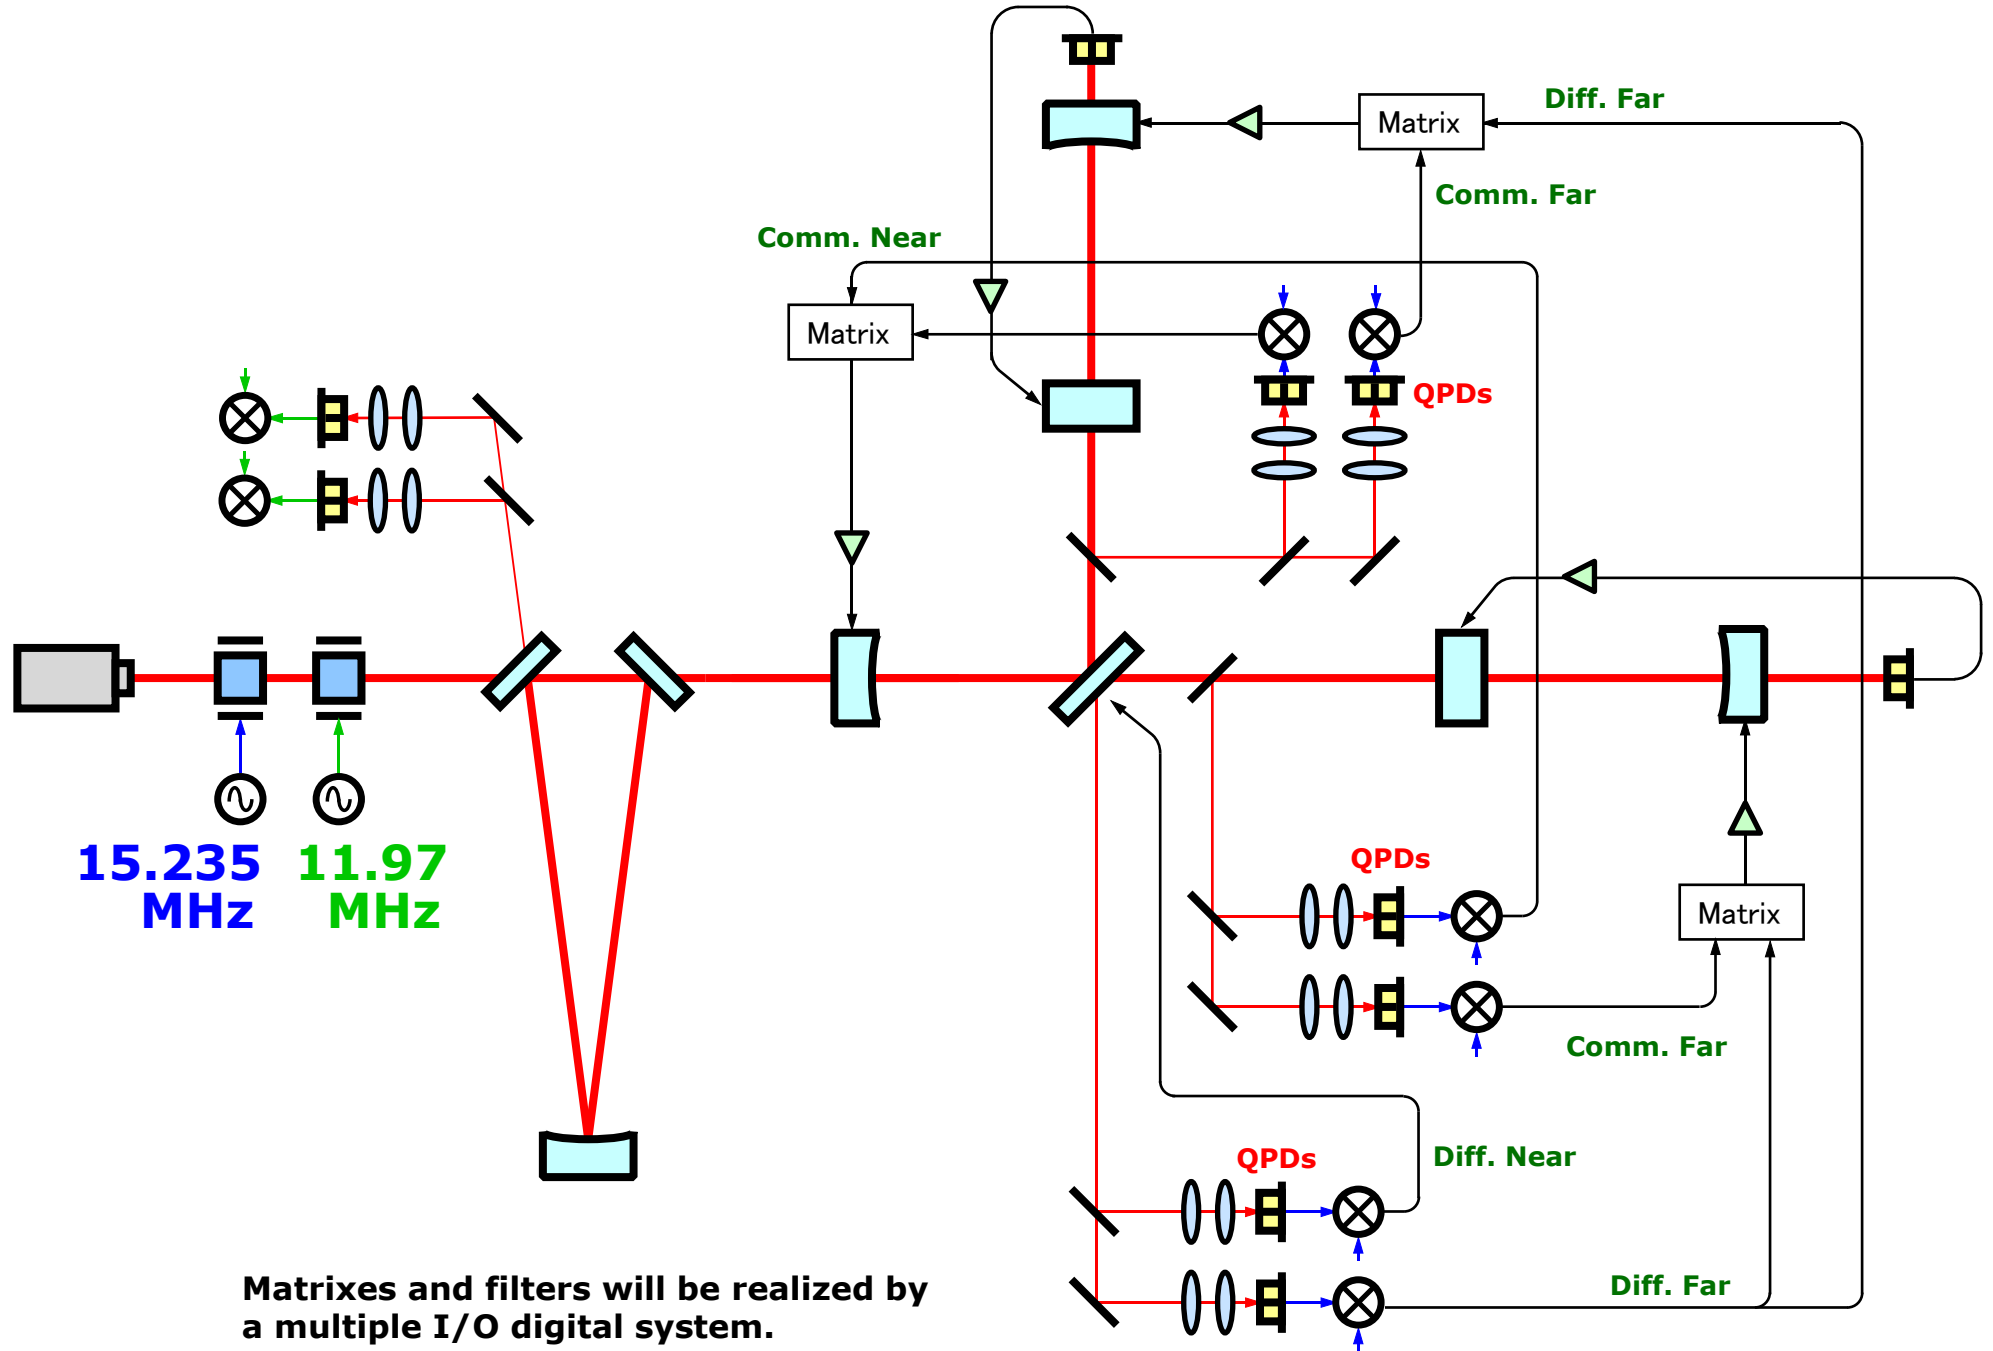 Diff. Far
Matrix
Comm. Far
Comm. Near
Matrix
QPDs
15.235
MHz
11.97
MHz
QPDs
Matrix
Comm. Far
QPDs
Diff. Near
Diff. Far
Matrixes and filters will be realized by
a multiple I/O digital system.